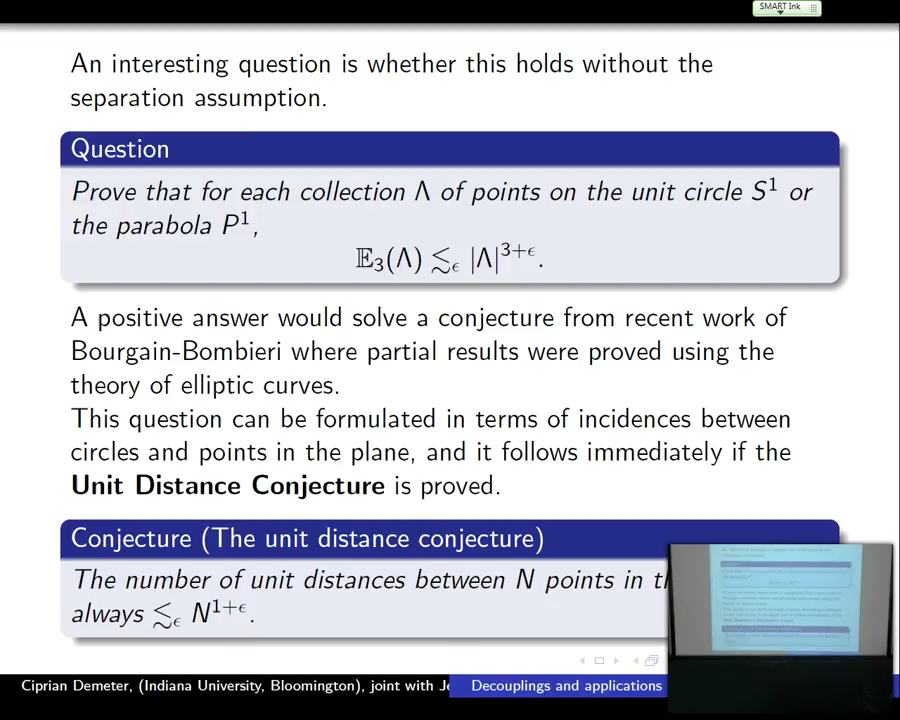 SMART Ink
An interesting question is whether this holds without the
separation assumption.
Question
Prove that for each collection Λ of points on the unit circle S¹ or
the parabola P¹,
𝔼₃(Λ) ≲_ϵ |Λ|^{3+ϵ}.
A positive answer would solve a conjecture from recent work of
Bourgain-Bombieri where partial results were proved using the
theory of elliptic curves.
This question can be formulated in terms of incidences between
circles and points in the plane, and it follows immediately if the
Unit Distance Conjecture is proved.
Conjecture (The unit distance conjecture)
The number of unit distances between N points in
always ≲_ϵ N^{1+ϵ}.
Ciprian Demeter, (Indiana University, Bloomington), joint with
Decouplings and applications